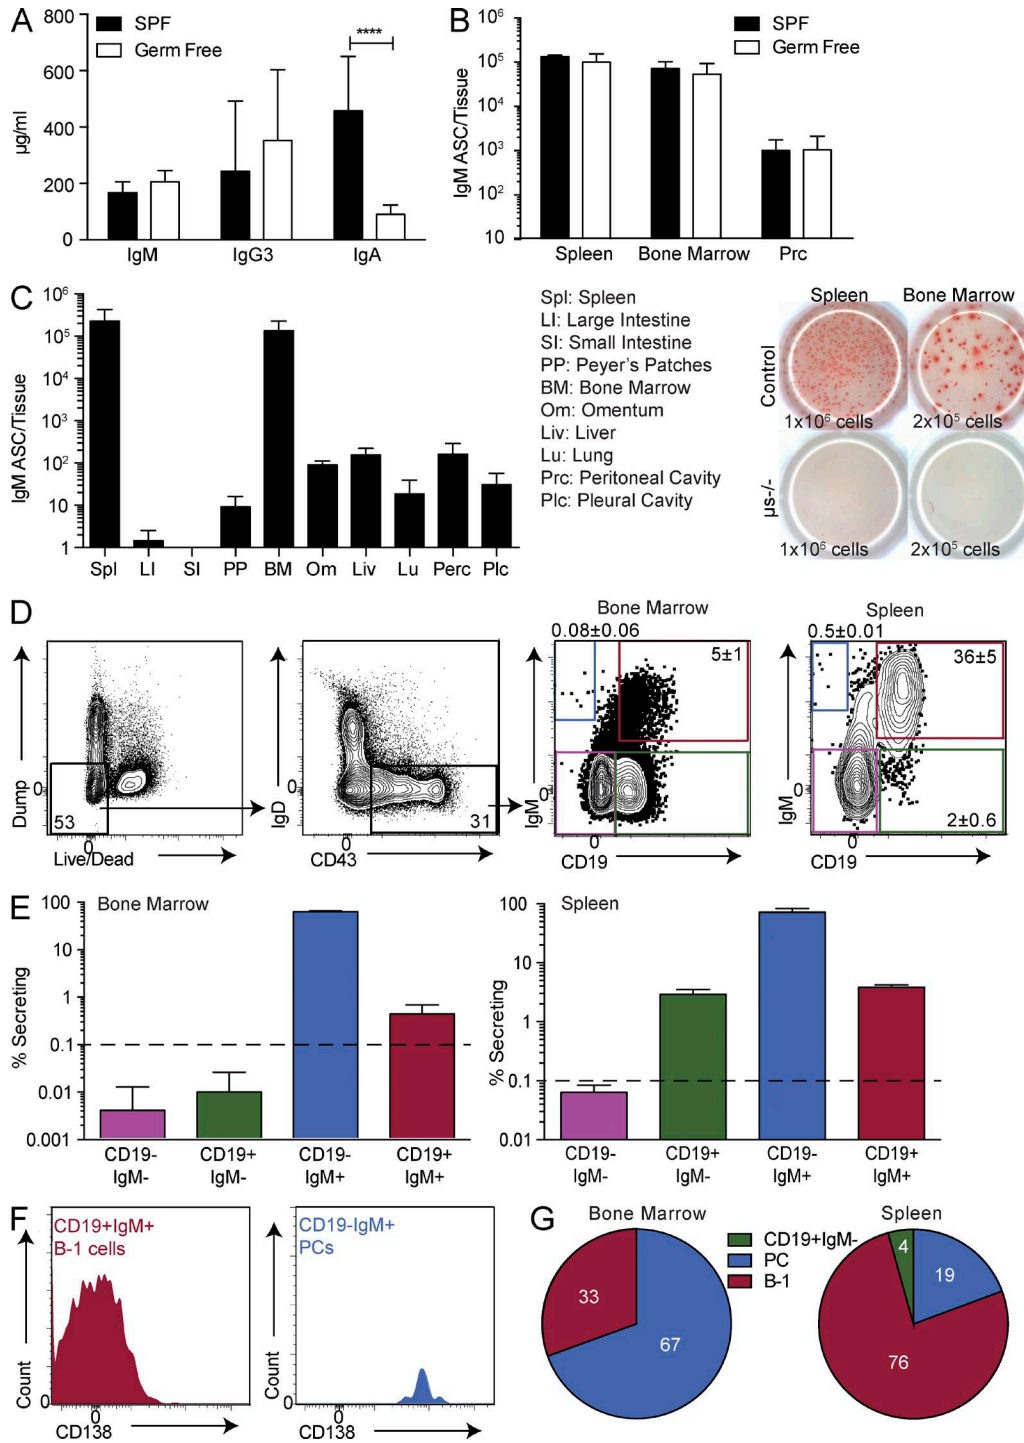 A
800
600
400
200
0
µg/ml
SPF
Germ Free
****
IgM
IgG3
IgA
B
10⁶
10⁵
10⁴
10³
10²
10
IgM ASC/Tissue
SPF
Germ Free
Spleen
Bone Marrow
Prc
C
10⁶
10⁵
10⁴
10³
10²
10
1
IgM ASC/Tissue
Spl LI SI PP BM Om Liv Lu Perc Plc
Spl: Spleen
LI: Large Intestine
SI: Small Intestine
PP: Peyer's Patches
BM: Bone Marrow
Om: Omentum
Liv: Liver
Lu: Lung
Prc: Peritoneal Cavity
Plc: Pleural Cavity
Spleen Bone Marrow
Control
1x10⁶ cells 2x10⁵ cells
µs-/-
1x10⁶ cells 2x10⁵ cells
D
Dump
0
53
0
Live/Dead
IgD
0
31
0
CD43
Bone Marrow
0.08±0.06
5±1
IgM
0
0
CD19
Spleen
0.5±0.01
36±5
2±0.6
IgM
0
0
CD19
E
Bone Marrow
100
10
1
0.1
0.01
0.001
% Secreting
CD19- CD19+ CD19- CD19+
IgM- IgM- IgM+ IgM+
Spleen
100
10
1
0.1
0.01
% Secreting
CD19- CD19+ CD19- CD19+
IgM- IgM- IgM+ IgM+
F
CD19+IgM+
B-1 cells
Count
0
0
CD138
CD19-IgM+
PCs
Count
0
0
CD138
G
Bone Marrow
33
67
CD19+IgM-
PC
B-1
Spleen
4
19
76